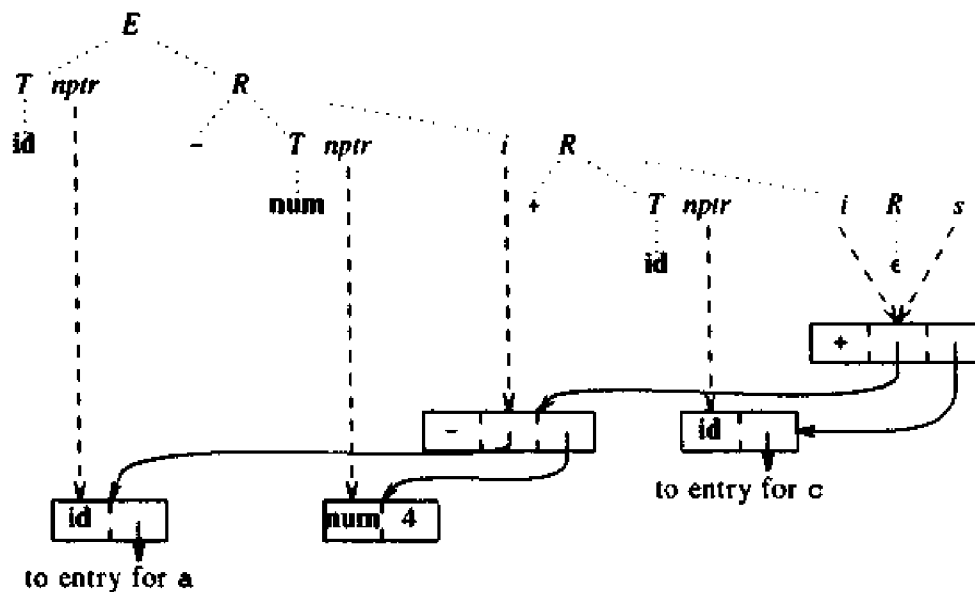 E
T nptr R
id - T nptr i R
num + T nptr i R s
id ϵ
+
- id
to entry for c
id num 4
to entry for a